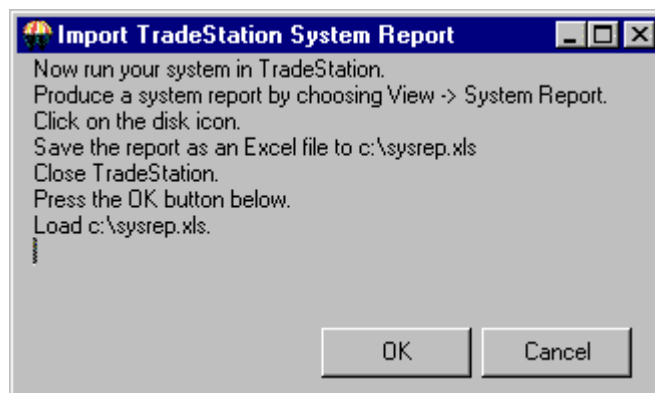 Import TradeStation System Report
Now run your system in TradeStation.
Produce a system report by choosing View -> System Report.
Click on the disk icon.
Save the report as an Excel file to c:\sysrep.xls
Close TradeStation.
Press the OK button below.
Load c:\sysrep.xls.
OK Cancel